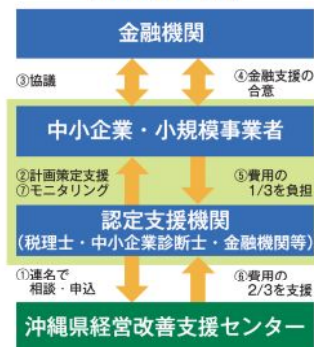 金融機関
③協議
④金融支援の
合意
中小企業・小規模事業者
②計画策定支援
⑦モニタリング
⑤費用の
1/3を負担
認定支援機関
(税理士・中小企業診断士・金融機関等)
①連名で
相談・申込
⑥費用の
2/3を支援
沖縄県経営改善支援センター